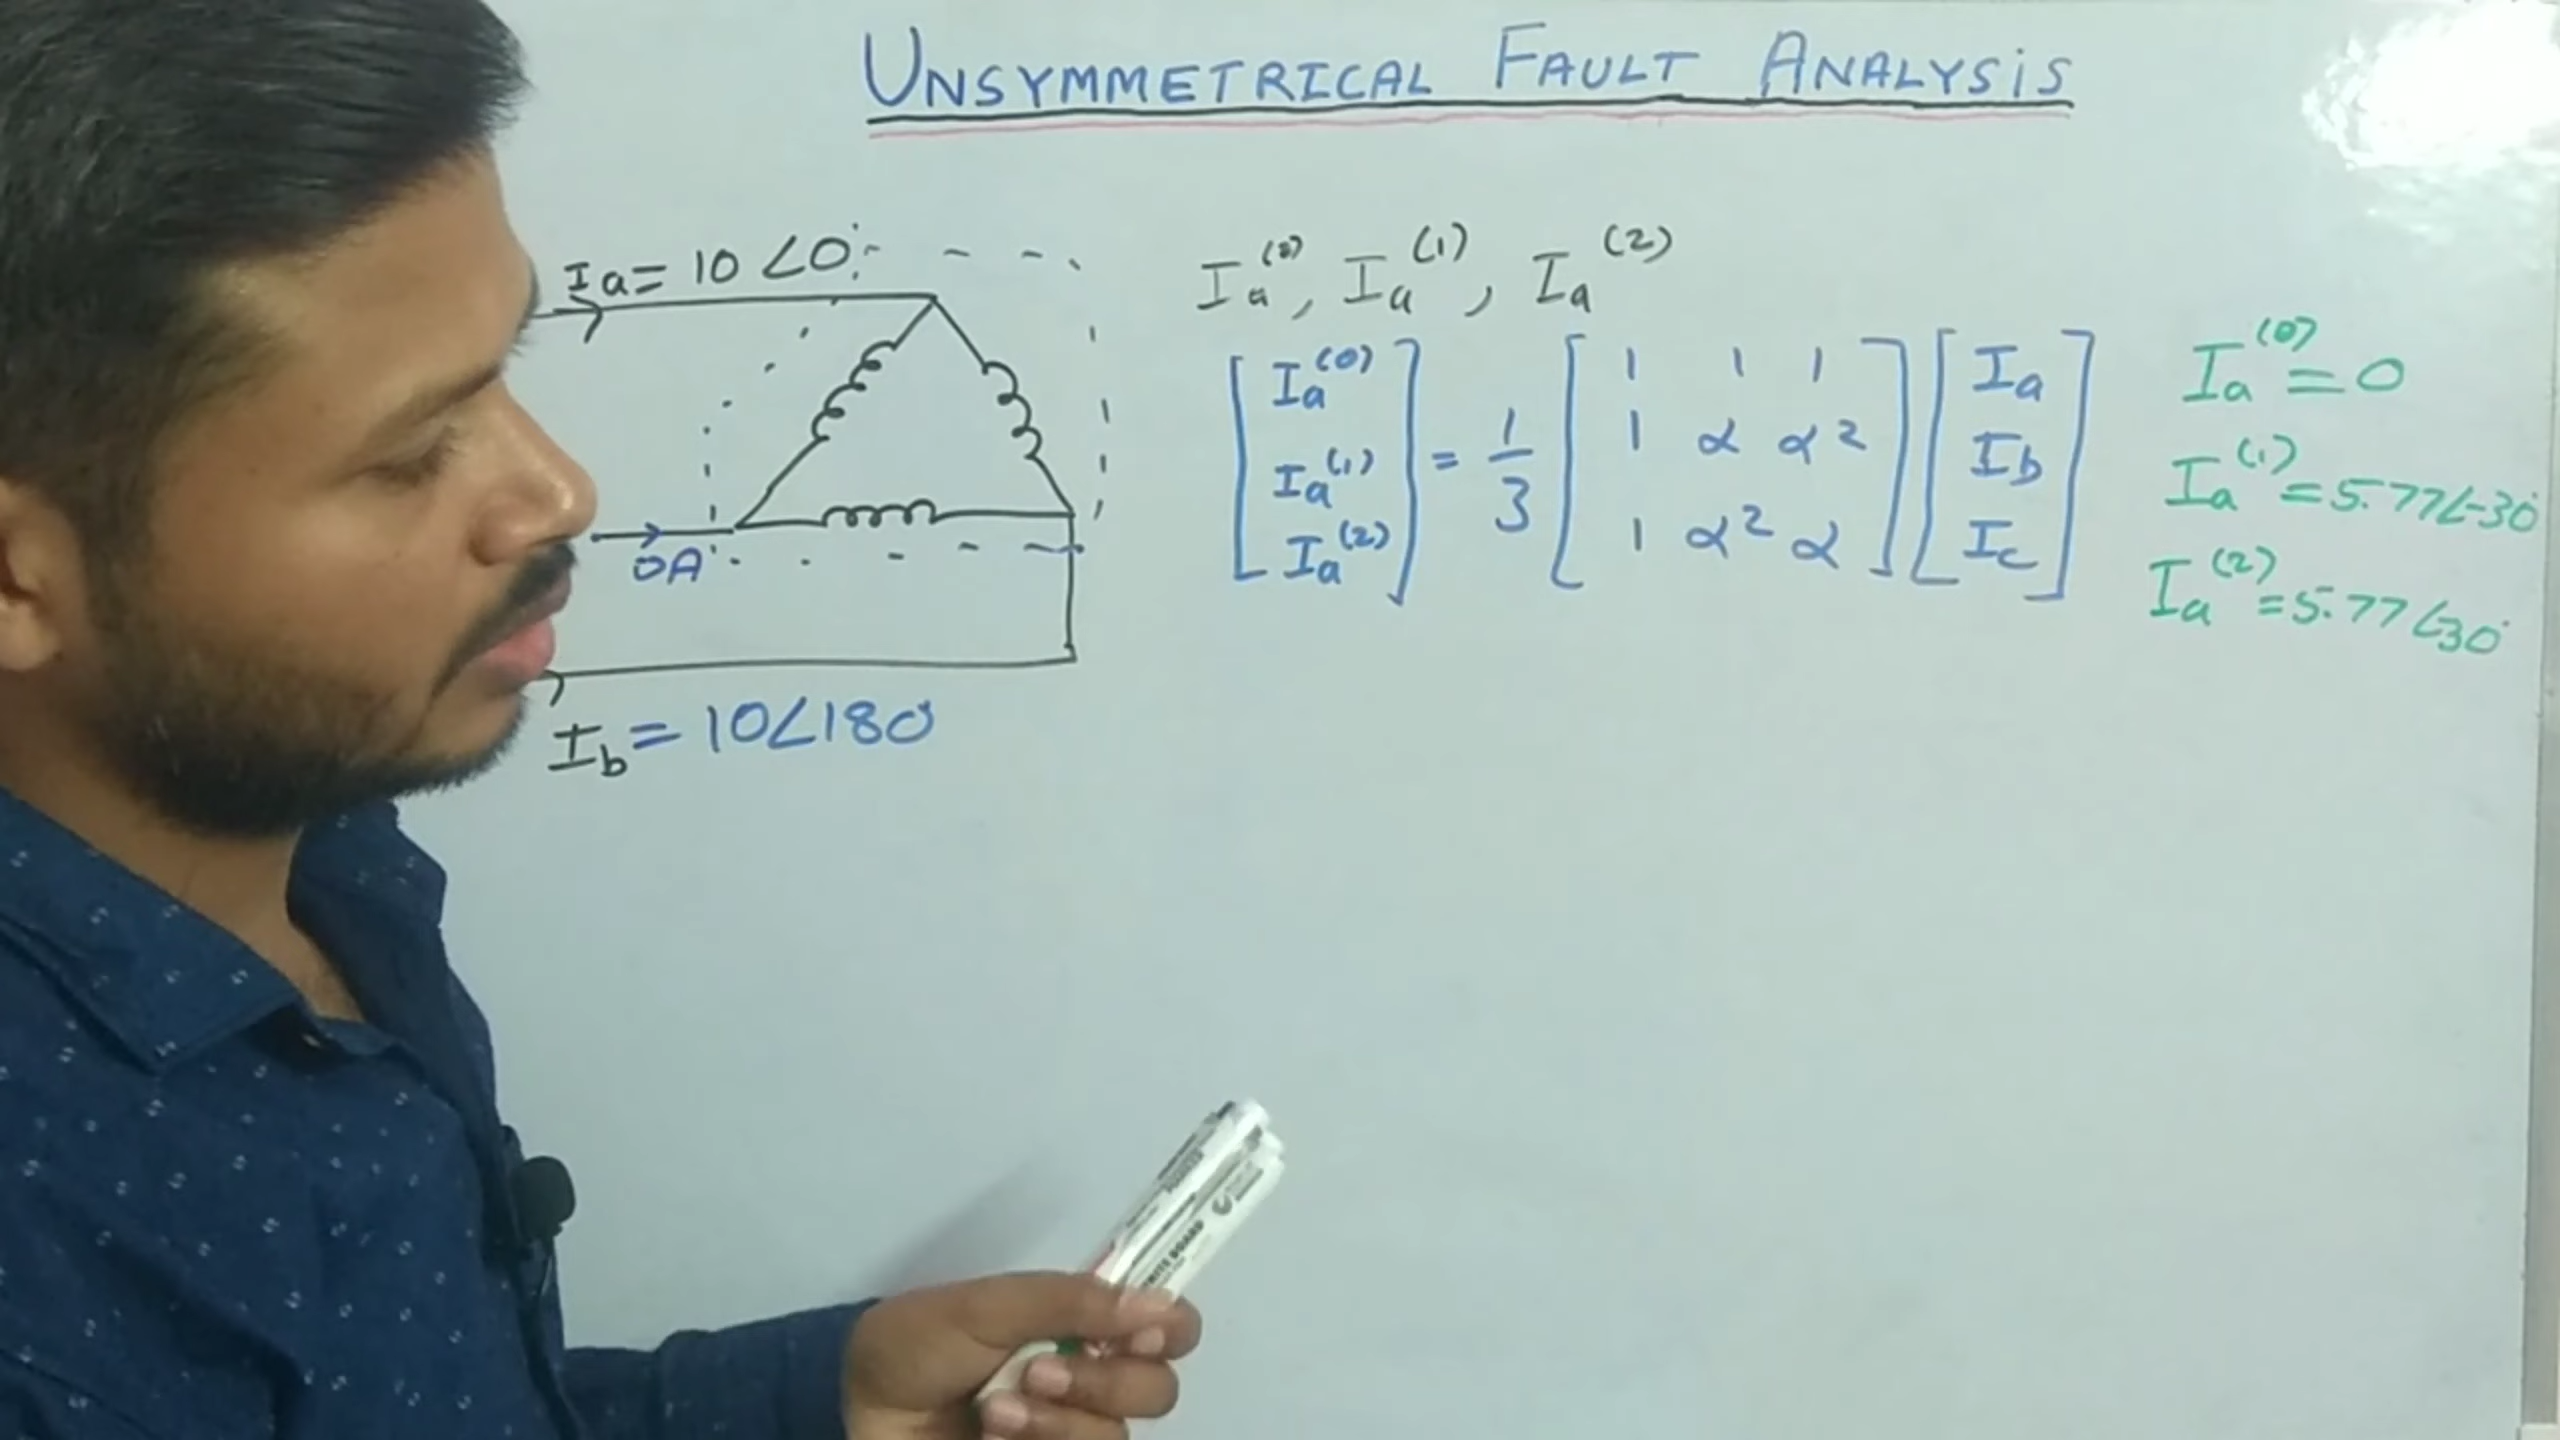 UNSYMMETRICAL FAULT ANALYSIS
Ia = 10 ∠0°
0A
Ib = 10∠180°
Ia^(0), Ia^(1), Ia^(2)
[Ia^(0) Ia^(1) Ia^(2)] = 1/3 [1 1 1; 1 α α²; 1 α² α] [Ia Ib Ic]
Ia^(0) = 0
Ia^(1) = 5.77∠-30°
Ia^(2) = 5.77∠30°
WHITE BOARD